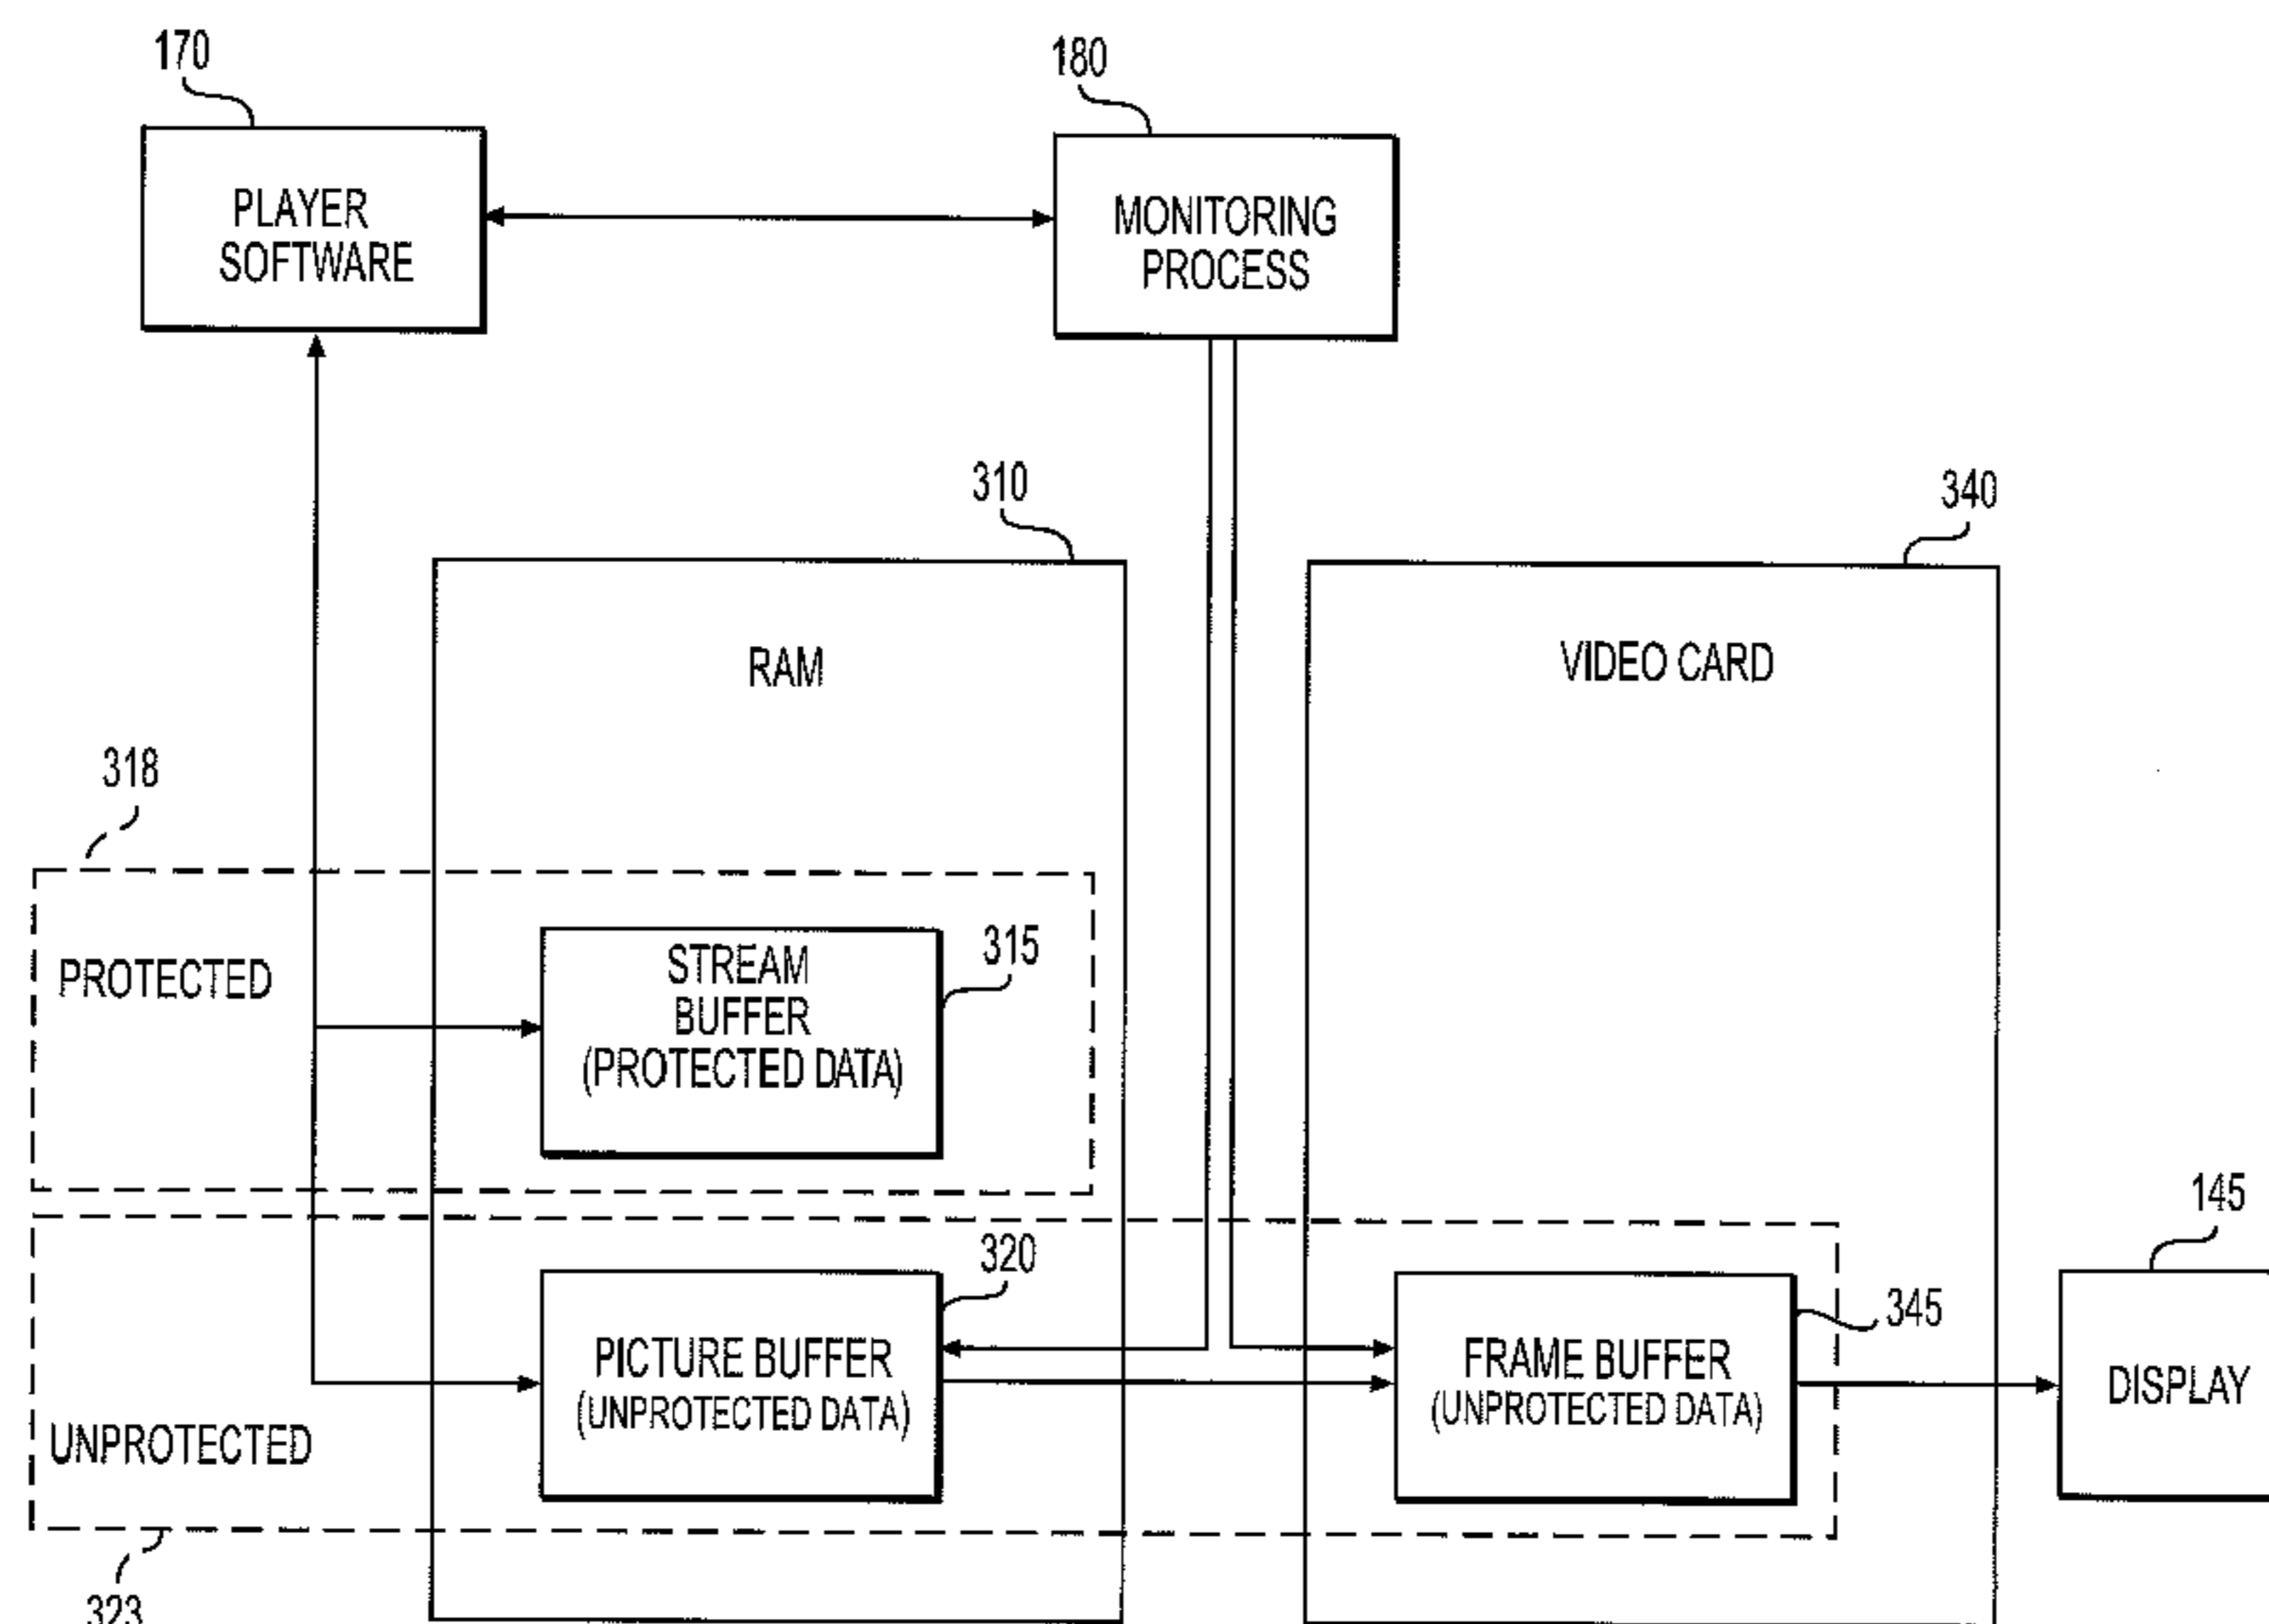 170
180
PLAYER
SOFTWARE
MONITORING
PROCESS
310
340
RAM
VIDEO CARD
318
PROTECTED
STREAM
BUFFER
(PROTECTED DATA)
315
145
320
345
PICTURE BUFFER
(UNPROTECTED DATA)
FRAME BUFFER
(UNPROTECTED DATA)
DISPLAY
UNPROTECTED
323